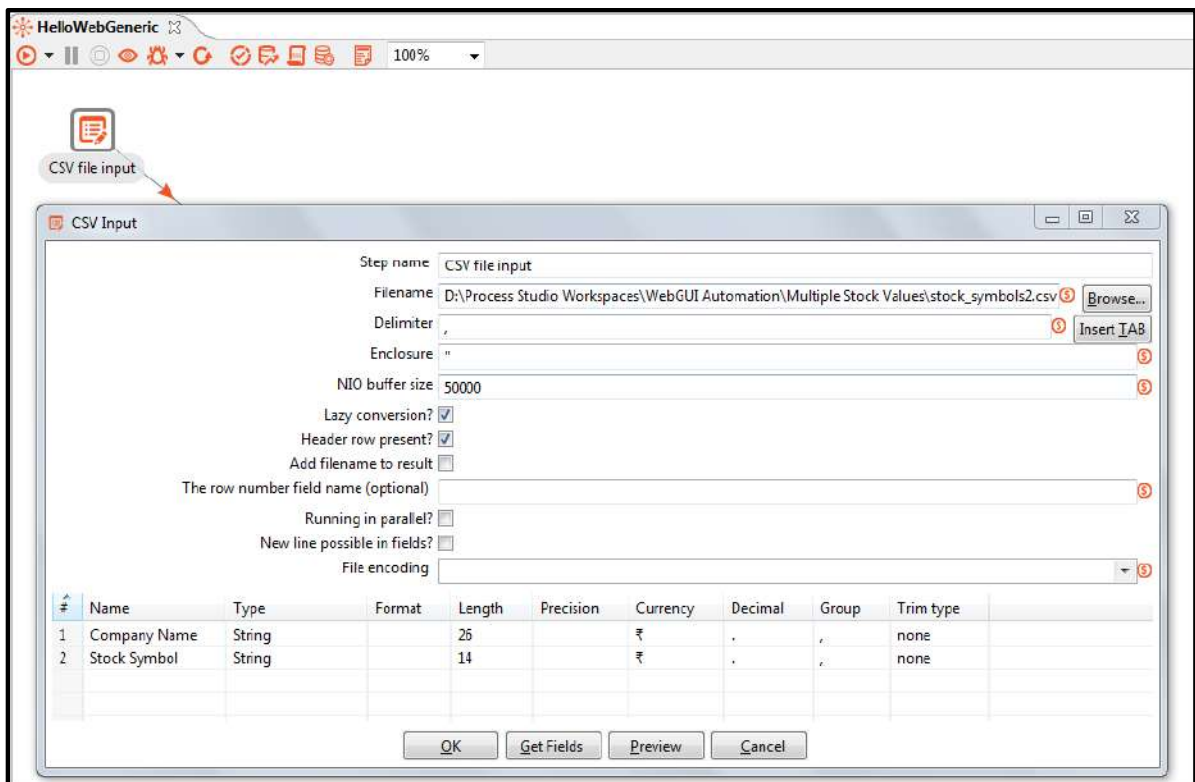 HelloWebGeneric
100%
CSV file input
CSV Input
Step name CSV file input
Filename D:\Process Studio Workspaces\WebGUI Automation\Multiple Stock Values\stock_symbols2.csv Browse...
Delimiter , Insert TAB
Enclosure "
NIO buffer size 50000
Lazy conversion?
Header row present?
Add filename to result
The row number field name (optional)
Running in parallel?
New line possible in fields?
File encoding
# Name Type Format Length Precision Currency Decimal Group Trim type
1 Company Name String 26 ₹ . , none
2 Stock Symbol String 14 ₹ . , none
OK Get Fields Preview Cancel